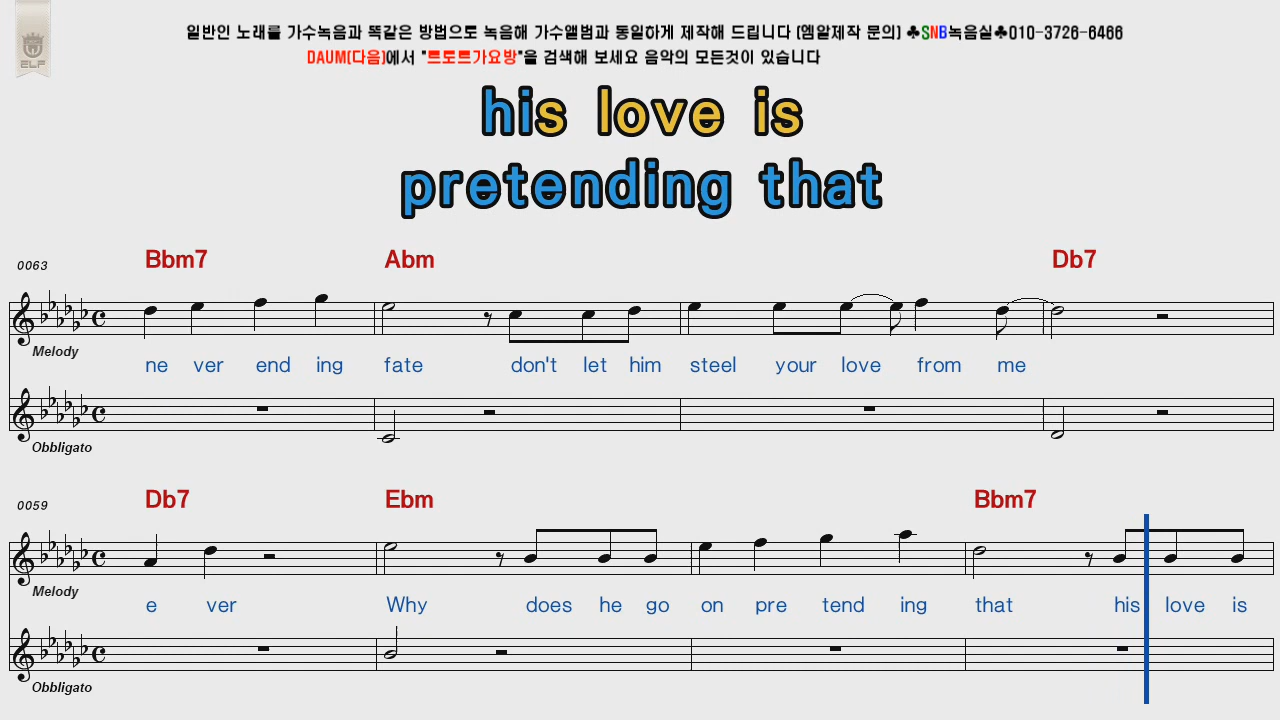 일반인 노래를 가수녹음과 똑같은 방법으로 녹음해 가수앨범과 동일하게 제작해 드립니다 (엠알제작 문의) ♣SNB녹음실♣010-3726-6466
ELF
DAUM(다음)에서 "트로트가요방"을 검색해 보세요 음악의 모든것이 있습니다
his love is
pretending that
0063
Bbm7 Abm Db7
Melody
ne ver end ing fate don't let him steel your love from me
Obbligato
0059
Db7 Ebm Bbm7
Melody
e ver Why does he go on pre tend ing that his love is
Obbligato